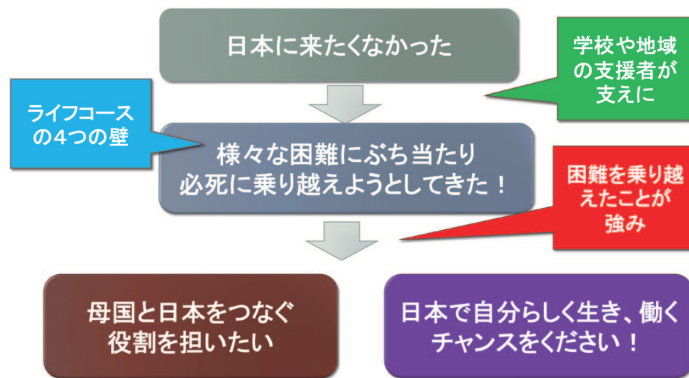 日本に来たくなかった
学校や地域
の支援者が
支えに
ライフコース
の4つの壁
様々な困難にぶち当たり
必死に乗り越えようとしてきた！
困難を乗り越
えたことが
強み
母国と日本をつなぐ
役割を担いたい
日本で自分らしく生き、働く
チャンスをください！